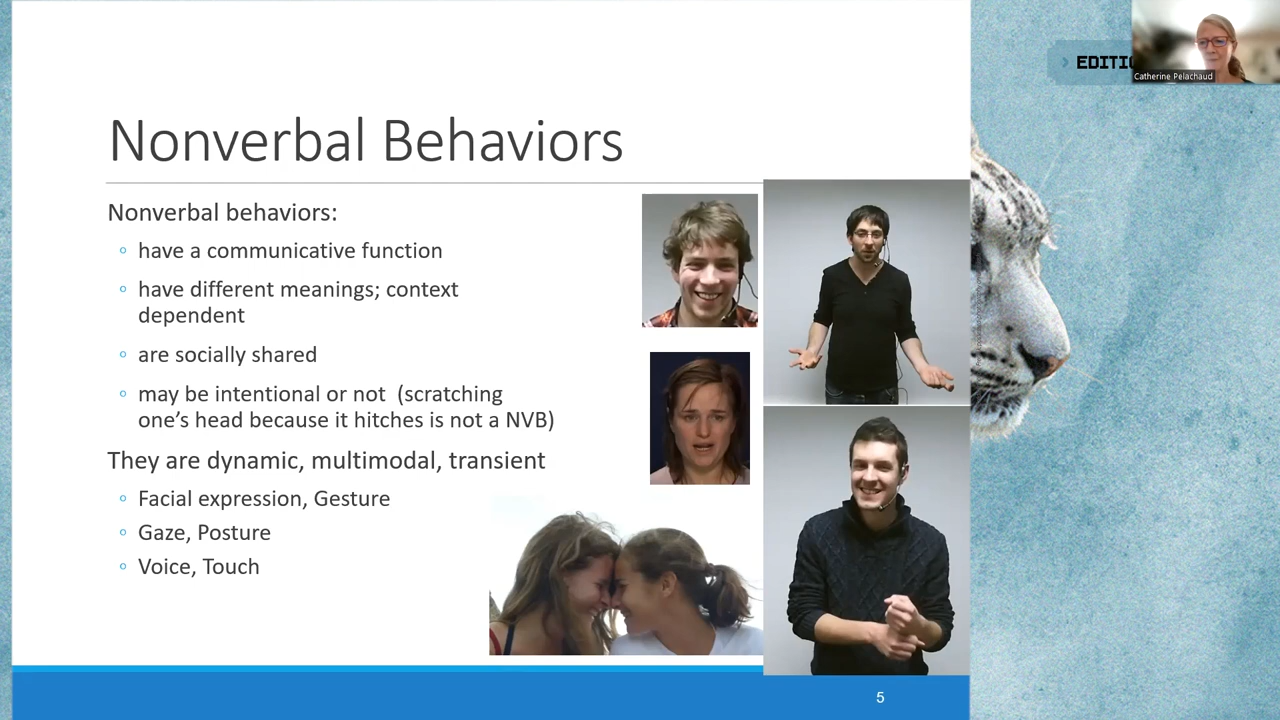 EDITIO
Catherine Pelachaud
Nonverbal Behaviors
Nonverbal behaviors:
have a communicative function
have different meanings; context
dependent
are socially shared
may be intentional or not (scratching
one’s head because it hitches is not a NVB)
They are dynamic, multimodal, transient
Facial expression, Gesture
Gaze, Posture
Voice, Touch
5